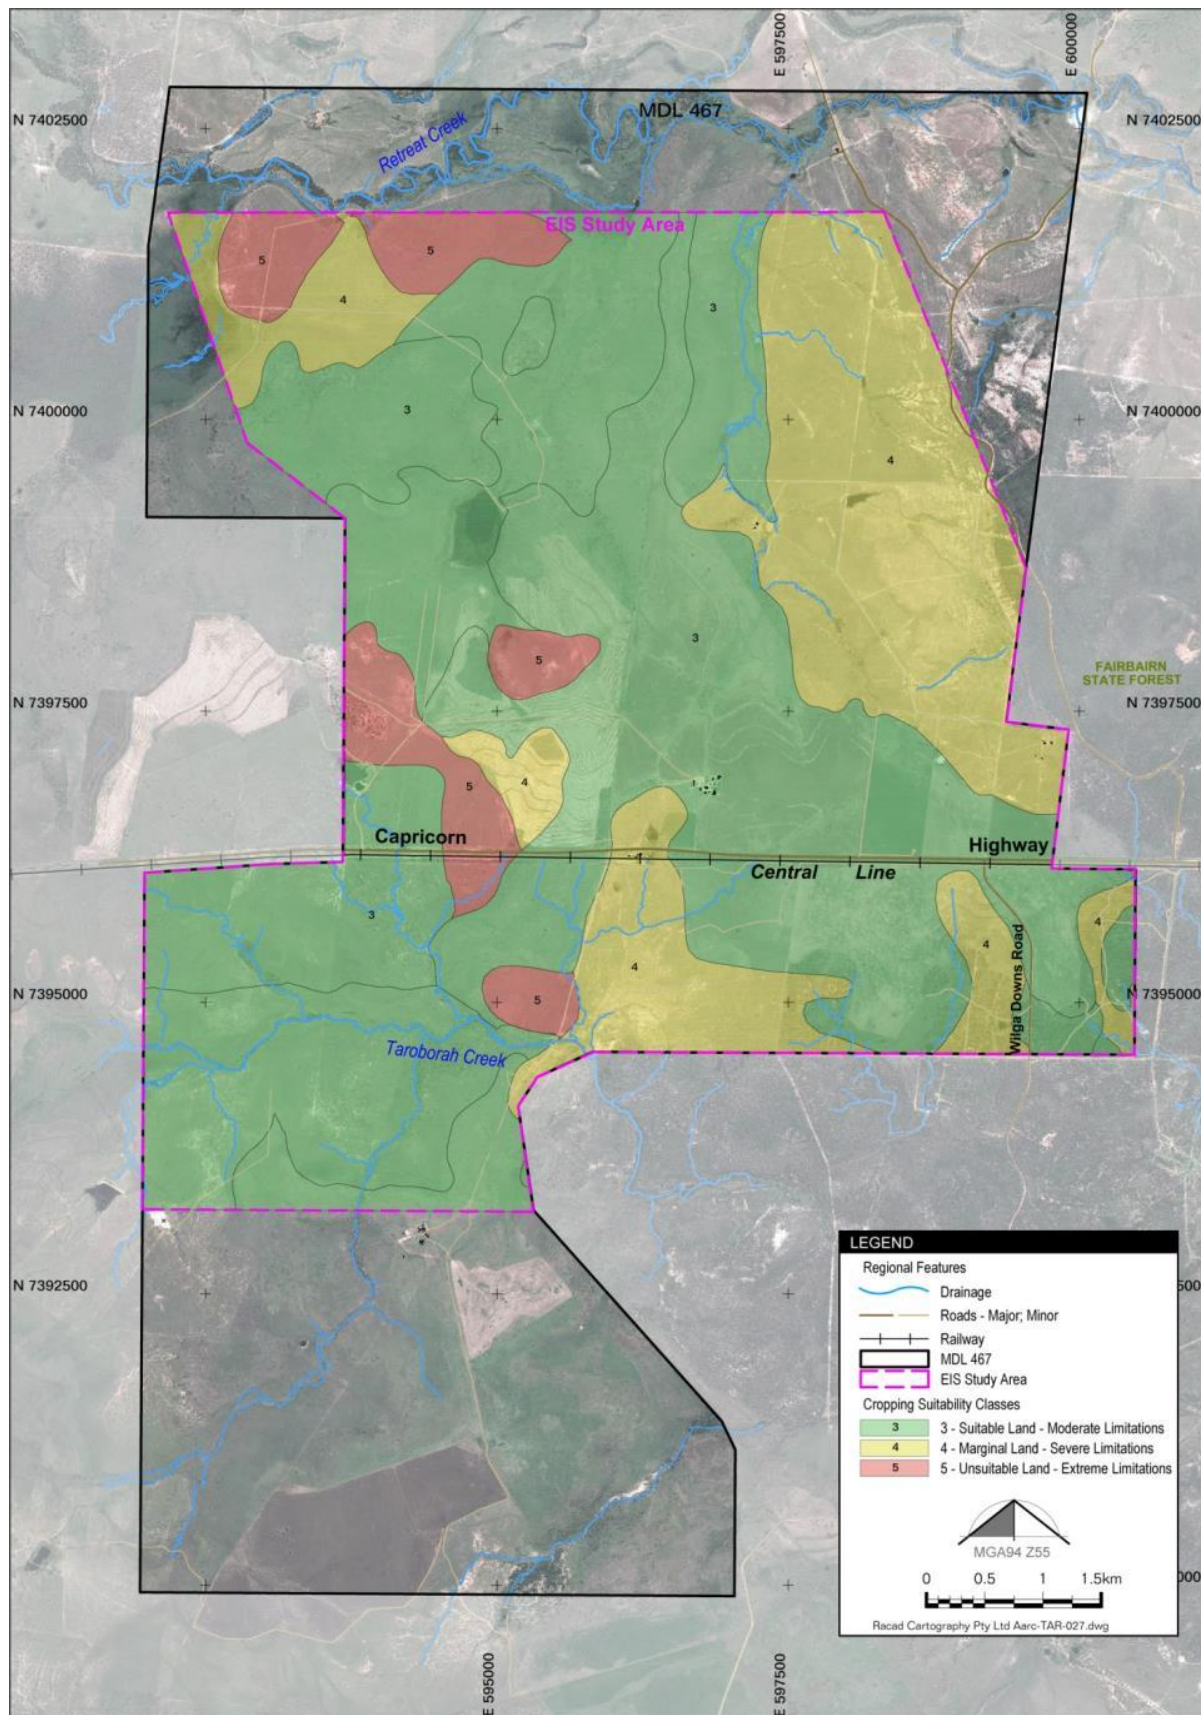 E 597500
E 600000
N 7402500
MDL 467
N 7402500
Retreat Creek
EIS Study Area
5
5
4
3
N 7400000
3
N 7400000
4
3
5
FAIRBAIRN
STATE FOREST
N 7397500
N 7397500
5
4
Capricorn
Highway
Central Line
3
4
4
4
Wilga Downs Road
N 7395000
5
N 7395000
Taroborah Creek
N 7392500
500
LEGEND
Regional Features
Drainage
Roads - Major; Minor
Railway
MDL 467
EIS Study Area
Cropping Suitability Classes
3 3 - Suitable Land - Moderate Limitations
4 4 - Marginal Land - Severe Limitations
5 5 - Unsuitable Land - Extreme Limitations
MGA94 Z55
0 0.5 1 1.5km
000
Racad Cartography Pty Ltd Aarc-TAR-027.dwg
E 595000
E 597500